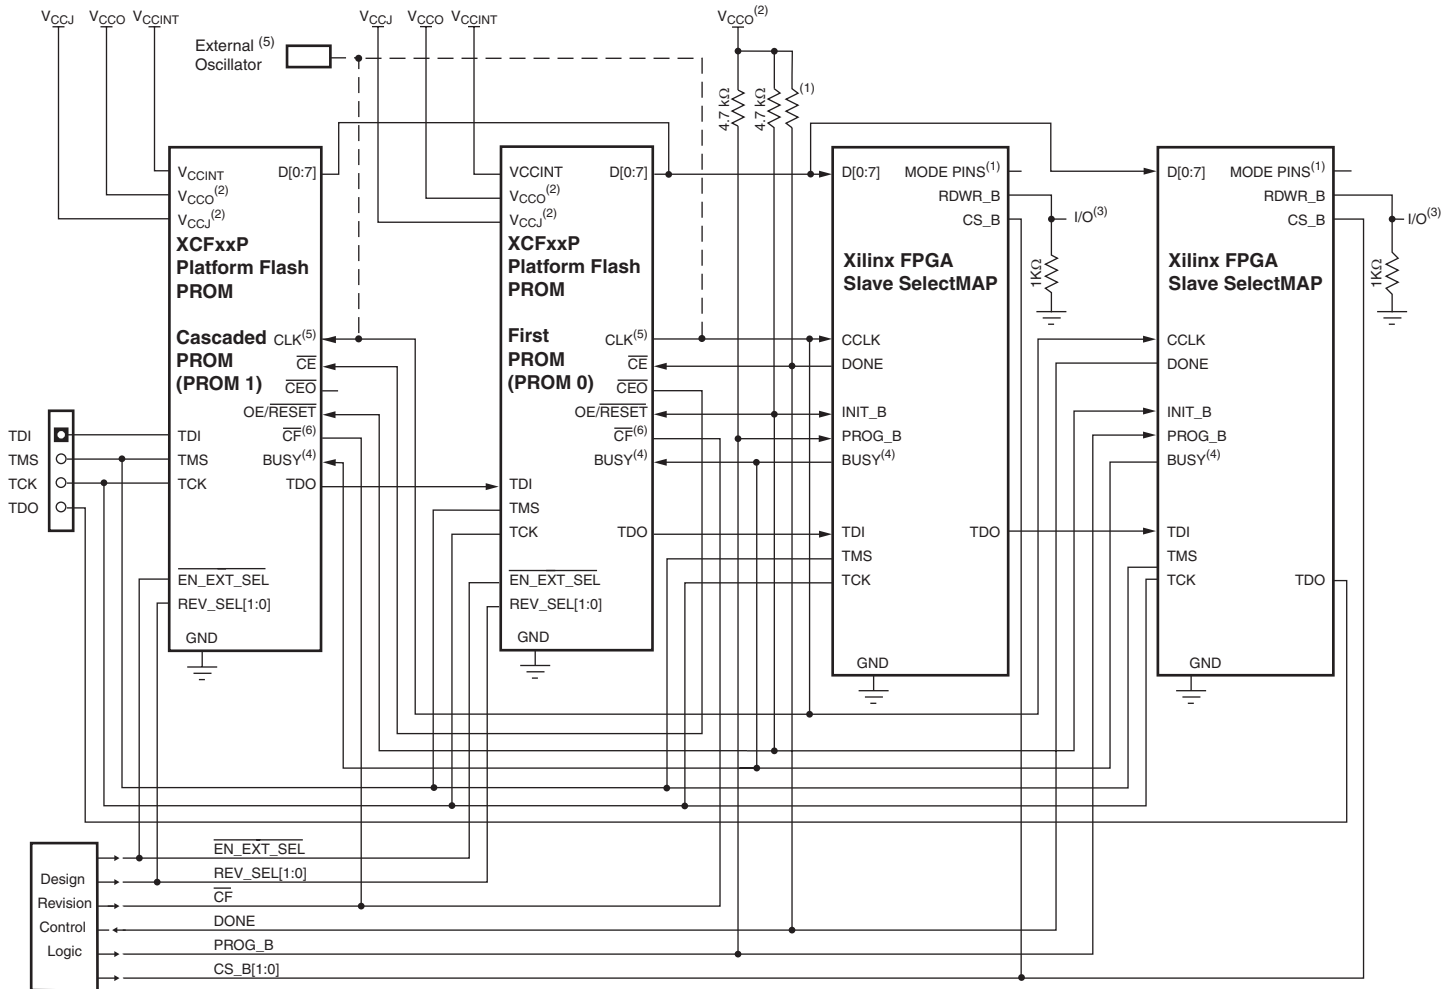 VCCJ VCCO VCCINT
External (5)
Oscillator
VCCJ VCCO VCCINT
VCCO(2)
4.7 kΩ
4.7 kΩ
(1)
VCCINT
VCCO(2)
VCCJ(2)
D[0:7]
XCFxxP
Platform Flash
PROM
Cascaded
PROM
(PROM 1)
CLK(5)
CE
CEO
OE/RESET
CF(6)
BUSY(4)
TDO
TDI
TMS
TCK
EN_EXT_SEL
REV_SEL[1:0]
GND
TDI
TMS
TCK
TDO
VCCINT
VCCO(2)
VCCJ(2)
D[0:7]
XCFxxP
Platform Flash
PROM
First
PROM
(PROM 0)
CLK(5)
CE
CEO
OE/RESET
CF(6)
BUSY(4)
TDI
TMS
TCK
TDO
EN_EXT_SEL
REV_SEL[1:0]
GND
D[0:7]
MODE PINS(1)
RDWR_B
CS_B
I/O(3)
1KΩ
Xilinx FPGA
Slave SelectMAP
CCLK
DONE
INIT_B
PROG_B
BUSY(4)
TDI
TMS
TCK
TDO
GND
D[0:7]
MODE PINS(1)
RDWR_B
CS_B
I/O(3)
1KΩ
Xilinx FPGA
Slave SelectMAP
CCLK
DONE
INIT_B
PROG_B
BUSY(4)
TDI
TMS
TCK
TDO
GND
Design
Revision
Control
Logic
EN_EXT_SEL
REV_SEL[1:0]
CF
DONE
PROG_B
CS_B[1:0]